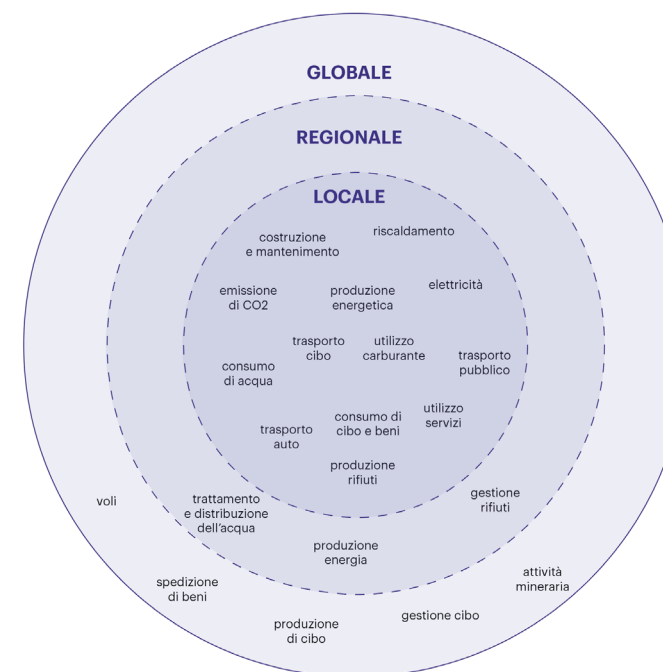 GLOBALE
REGIONALE
LOCALE
costruzione
e mantenimento
riscaldamento
emissione
di CO2
produzione
energetica
elettricità
trasporto
cibo
utilizzo
carburante
consumo
di acqua
trasporto
pubblico
trasporto
auto
consumo di
cibo e beni
utilizzo
servizi
produzione
rifiuti
voli
trattamento
e distribuzione
dell’acqua
gestione
rifiuti
produzione
energia
spedizione
di beni
attività
mineraria
produzione
di cibo
gestione cibo